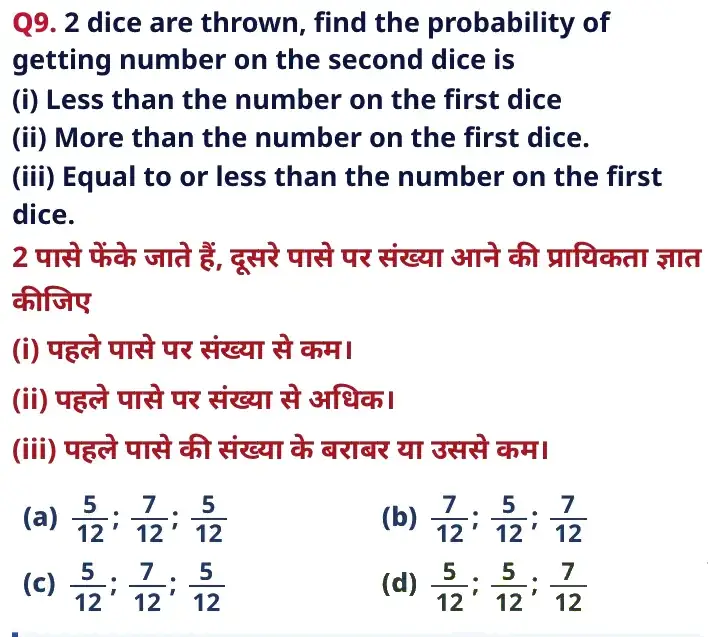 Q9. 2 dice are thrown, find the probability of
getting number on the second dice is
(i) Less than the number on the first dice
(ii) More than the number on the first dice.
(iii) Equal to or less than the number on the first
dice.
2 पासे फेंके जाते हैं, दूसरे पासे पर संख्या आने की प्रायिकता ज्ञात
कीजिए
(i) पहले पासे पर संख्या से कम।
(ii) पहले पासे पर संख्या से अधिक।
(iii) पहले पासे की संख्या के बराबर या उससे कम।
(a) 5/12; 7/12; 5/12 (b) 7/12; 5/12; 7/12
(c) 5/12; 7/12; 5/12 (d) 5/12; 5/12; 7/12